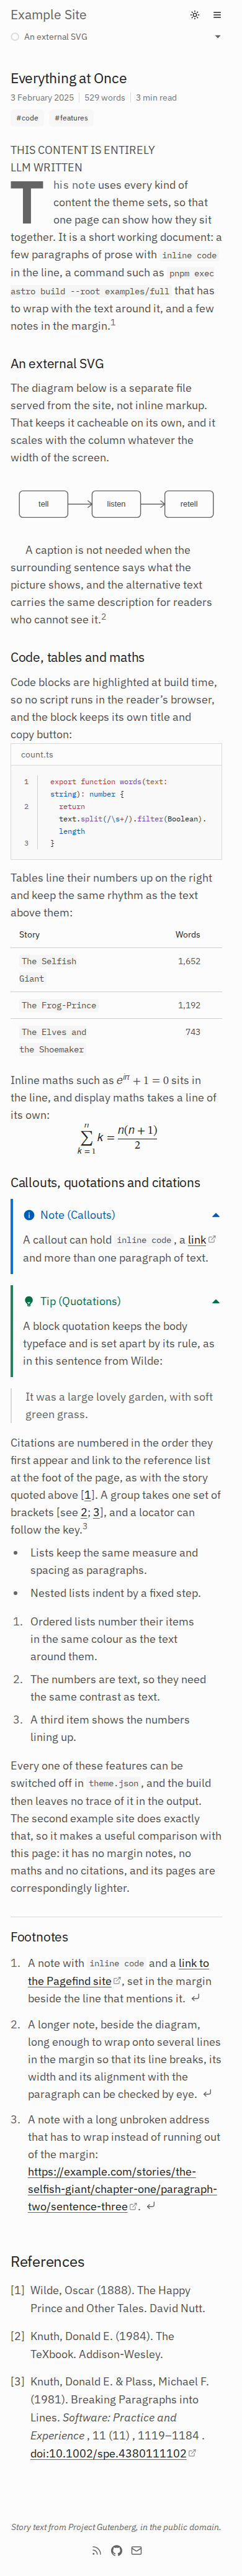 Example Site
An external SVG
Everything at Once
3 February 2025 | 529 words | 3 min read
#code #features
THIS CONTENT IS ENTIRELY
LLM WRITTEN
This note uses every kind of
content the theme sets, so that
one page can show how they sit
together. It is a short working document: a
few paragraphs of prose with inline code
in the line, a command such as pnpm exec
astro build --root examples/full that has
to wrap with the text around it, and a few
notes in the margin.1
An external SVG
The diagram below is a separate file
served from the site, not inline markup.
That keeps it cacheable on its own, and it
scales with the column whatever the
width of the screen.
tell listen retell
A caption is not needed when the
surrounding sentence says what the
picture shows, and the alternative text
carries the same description for readers
who cannot see it.2
Code, tables and maths
Code blocks are highlighted at build time,
so no script runs in the reader's browser,
and the block keeps its own title and
copy button:
count.ts
1 export function words(text:
string): number {
2 return
text.split(/\s+/).filter(Boolean).
length
3 }
Tables line their numbers up on the right
and keep the same rhythm as the text
above them:
Story Words
The Selfish
Giant 1,652
The Frog-Prince 1,192
The Elves and
the Shoemaker 743
Inline maths such as e^{iπ} + 1 = 0 sits in
the line, and display maths takes a line of
its own:
∑_{k=1}^{n} k = n(n + 1)/2
Callouts, quotations and citations
Note (Callouts)
A callout can hold inline code, a link
and more than one paragraph of text.
Tip (Quotations)
A block quotation keeps the body
typeface and is set apart by its rule, as
in this sentence from Wilde:
It was a large lovely garden, with soft
green grass.
Citations are numbered in the order they
first appear and link to the reference list
at the foot of the page, as with the story
quoted above [1]. A group takes one set of
brackets [see 2; 3], and a locator can
follow the key.3
• Lists keep the same measure and
spacing as paragraphs.
• Nested lists indent by a fixed step.
1. Ordered lists number their items
in the same colour as the text
around them.
2. The numbers are text, so they need
the same contrast as text.
3. A third item shows the numbers
lining up.
Every one of these features can be
switched off in theme.json, and the build
then leaves no trace of it in the output.
The second example site does exactly
that, so it makes a useful comparison with
this page: it has no margin notes, no
maths and no citations, and its pages are
correspondingly lighter.
Footnotes
1. A note with inline code and a link to
the Pagefind site, set in the margin
beside the line that mentions it.
2. A longer note, beside the diagram,
long enough to wrap onto several lines
in the margin so that its line breaks, its
width and its alignment with the
paragraph can be checked by eye.
3. A note with a long unbroken address
that has to wrap instead of running out
of the margin:
https://example.com/stories/the-
selfish-giant/chapter-one/paragraph-
two/sentence-three.
References
[1] Wilde, Oscar (1888). The Happy
Prince and Other Tales. David Nutt.
[2] Knuth, Donald E. (1984). The
TeXbook. Addison-Wesley.
[3] Knuth, Donald E. & Plass, Michael F.
(1981). Breaking Paragraphs into
Lines. Software: Practice and
Experience, 11 (11), 1119–1184.
doi:10.1002/spe.4380111102
Story text from Project Gutenberg, in the public domain.